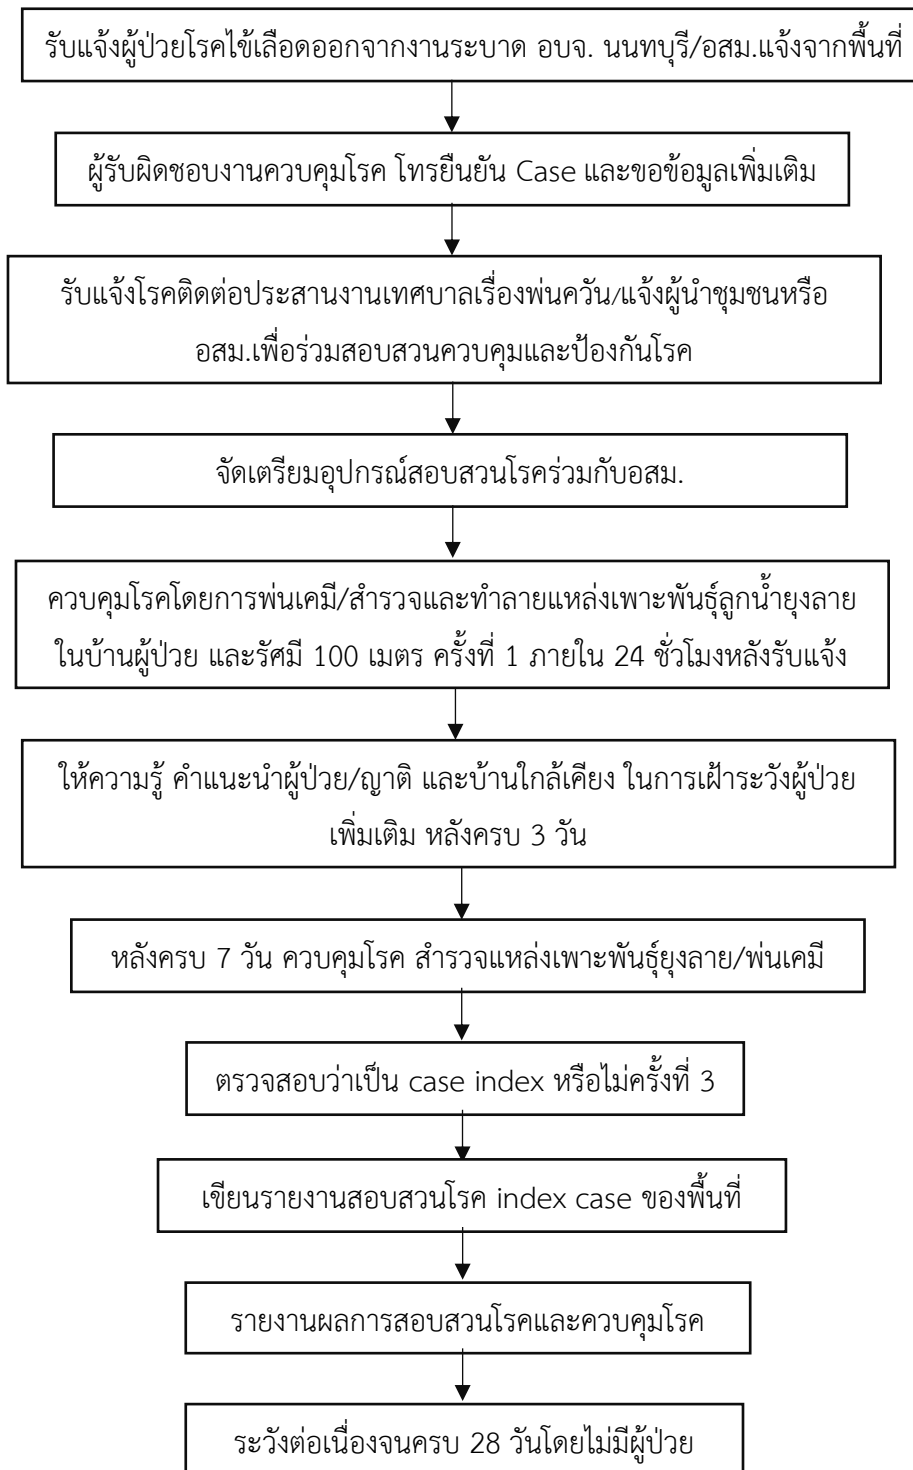 รับแจ้งผู้ป่วยโรคไข้เลือดออกจากงานระบาด อบจ. นนทบุรี/อสม.แจ้งจากพื้นที่
ผู้รับผิดชอบงานควบคุมโรค โทรยืนยัน Case และขอข้อมูลเพิ่มเติม
รับแจ้งโรคติดต่อประสานงานเทศบาลเรื่องพ่นควัน/แจ้งผู้นำชุมชนหรือ
อสม.เพื่อร่วมสอบสวนควบคุมและป้องกันโรค
จัดเตรียมอุปกรณ์สอบสวนโรคร่วมกับอสม.
ควบคุมโรคโดยการพ่นเคมี/สำรวจและทำลายแหล่งเพาะพันธุ์ลูกน้ำยุงลาย
ในบ้านผู้ป่วย และรัศมี 100 เมตร ครั้งที่ 1 ภายใน 24 ชั่วโมงหลังรับแจ้ง
ให้ความรู้ คำแนะนำผู้ป่วย/ญาติ และบ้านใกล้เคียง ในการเฝ้าระวังผู้ป่วย
เพิ่มเติม หลังครบ 3 วัน
หลังครบ 7 วัน ควบคุมโรค สำรวจแหล่งเพาะพันธุ์ยุงลาย/พ่นเคมี
ตรวจสอบว่าเป็น case index หรือไม่ครั้งที่ 3
เขียนรายงานสอบสวนโรค index case ของพื้นที่
รายงานผลการสอบสวนโรคและควบคุมโรค
ระวังต่อเนื่องจนครบ 28 วันโดยไม่มีผู้ป่วย